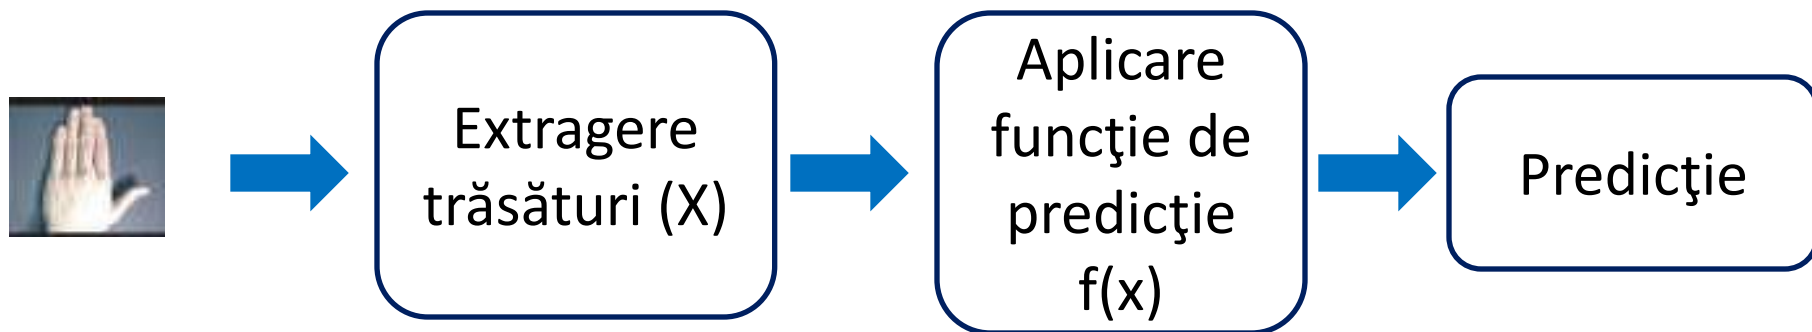 Extragere
trăsături (X)
Aplicare
funcţie de
predicţie
f(x)
Predicţie